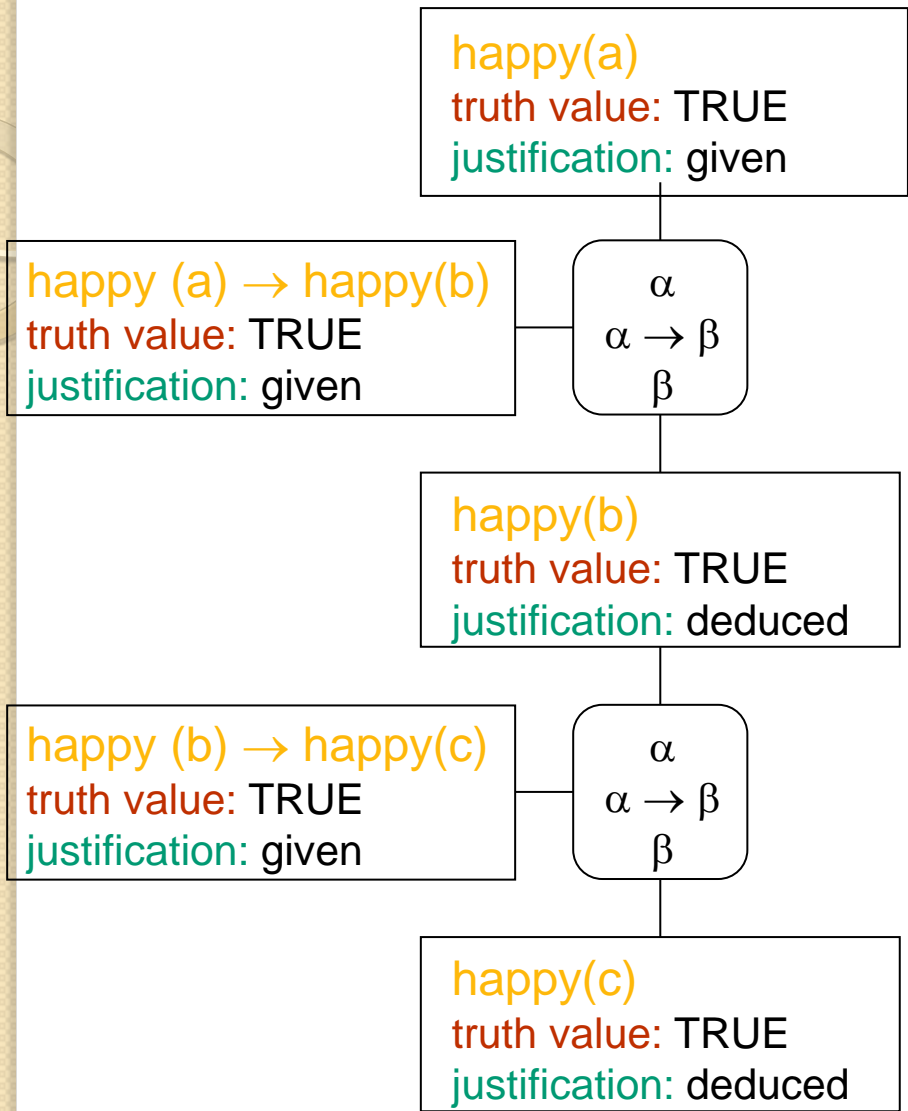 happy(a)
truth value: TRUE
justification: given
happy (a) → happy(b)
truth value: TRUE
justification: given
α
α → β
β
happy(b)
truth value: TRUE
justification: deduced
happy (b) → happy(c)
truth value: TRUE
justification: given
α
α → β
β
happy(c)
truth value: TRUE
justification: deduced